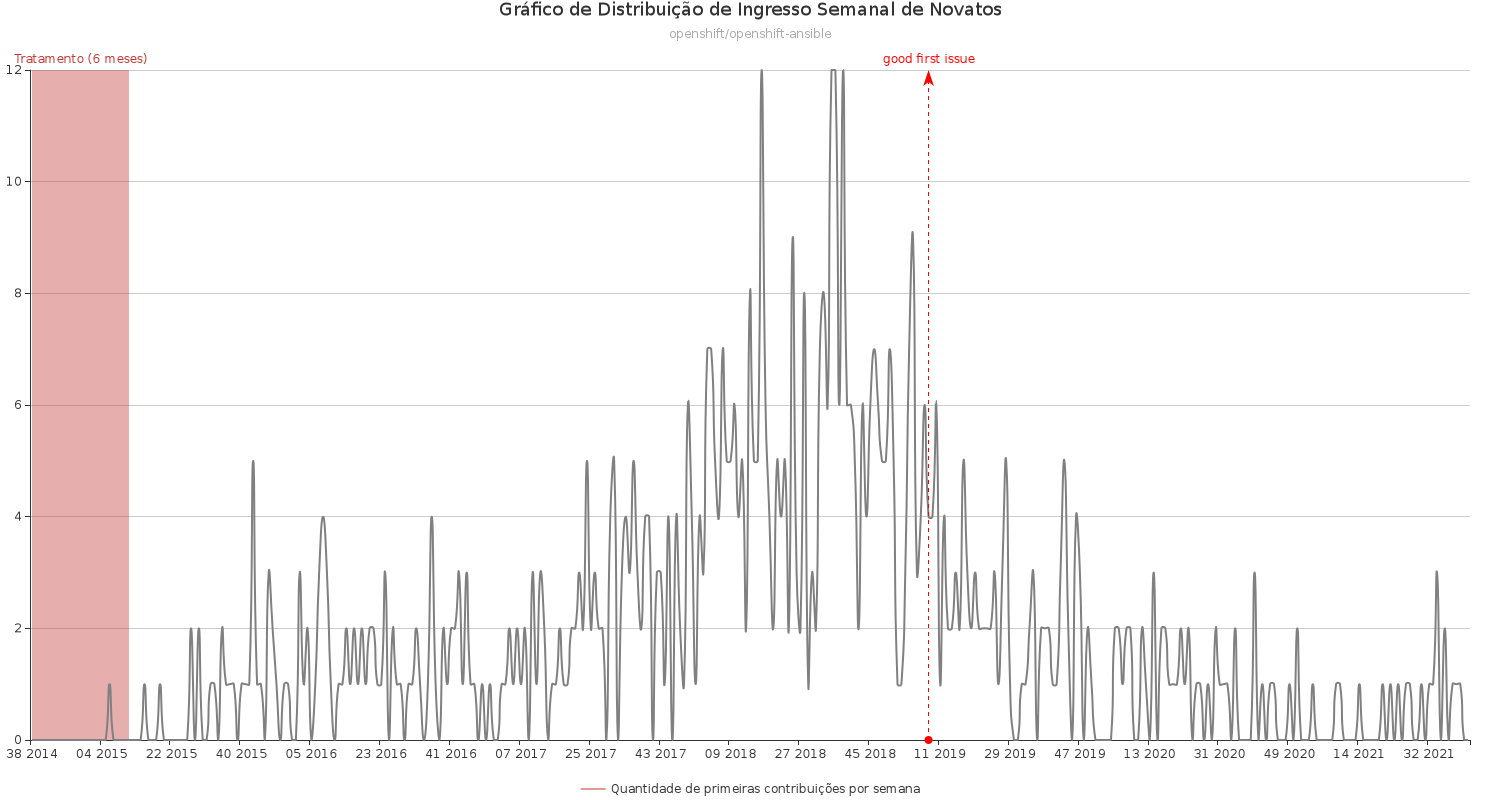 Gráfico de Distribuição de Ingresso Semanal de Novatos
openshift/openshift-ansible
Tratamento (6 meses)
good first issue
12
10
8
6
4
2
0
38 2014 04 2015 22 2015 40 2015 05 2016 23 2016 41 2016 07 2017 25 2017 43 2017 09 2018 27 2018 45 2018 11 2019 29 2019 47 2019 13 2020 31 2020 49 2020 14 2021 32 2021
Quantidade de primeiras contribuições por semana